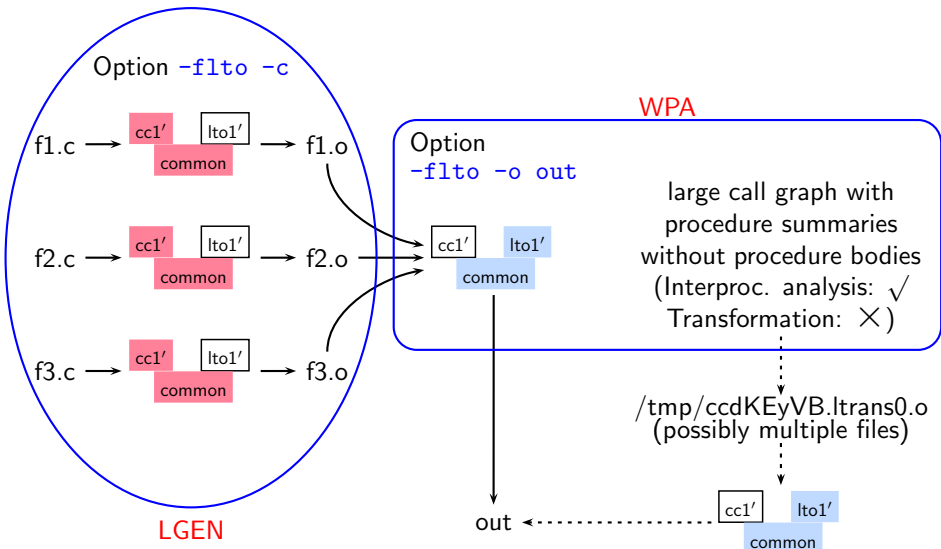 Option -flto -c
f1.c
cc1′
lto1′
common
f1.o
f2.c
cc1′
lto1′
common
f2.o
f3.c
cc1′
lto1′
common
f3.o
LGEN
WPA
Option
-flto -o out
cc1′
lto1′
common
large call graph with
procedure summaries
without procedure bodies
(Interproc. analysis: √
Transformation: ×)
/tmp/ccdKEyVB.ltrans0.o
(possibly multiple files)
cc1′
lto1′
common
out